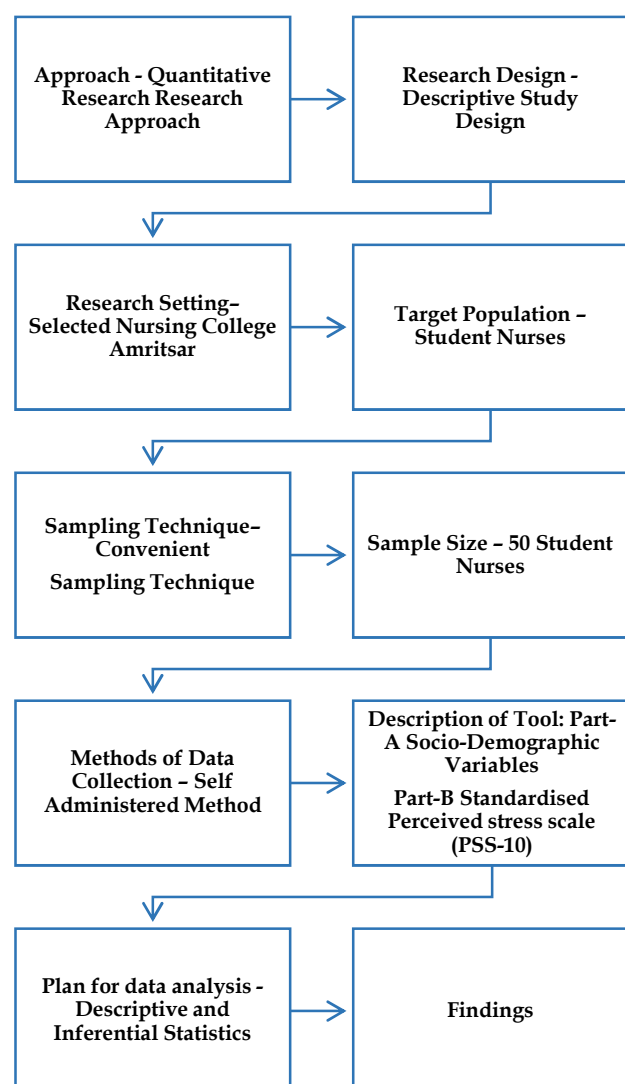 Approach - Quantitative
Research Research
Approach
Research Design -
Descriptive Study
Design
Research Setting–
Selected Nursing College
Amritsar
Target Population –
Student Nurses
Sampling Technique–
Convenient
Sampling Technique
Sample Size – 50 Student
Nurses
Methods of Data
Collection – Self
Administered Method
Description of Tool: Part-
A Socio-Demographic
Variables
Part-B Standardised
Perceived stress scale
(PSS-10)
Plan for data analysis -
Descriptive and
Inferential Statistics
Findings